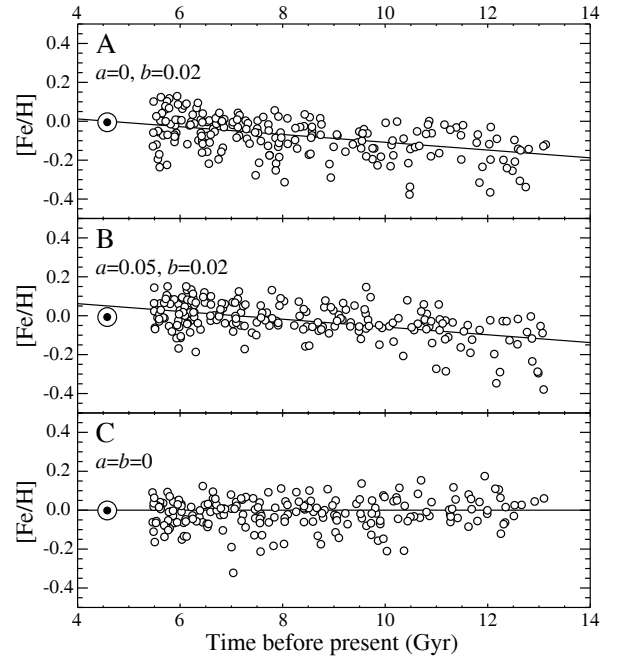 4 6 8 10 12 14
0.4
A
a=0, b=0.02
0.2
[Fe/H]
0.0
-0.2
-0.4
0.4
B
a=0.05, b=0.02
0.2
[Fe/H]
0.0
-0.2
-0.4
0.4
C
a=b=0
0.2
[Fe/H]
0.0
-0.2
-0.4
4 6 8 10 12 14
Time before present (Gyr)